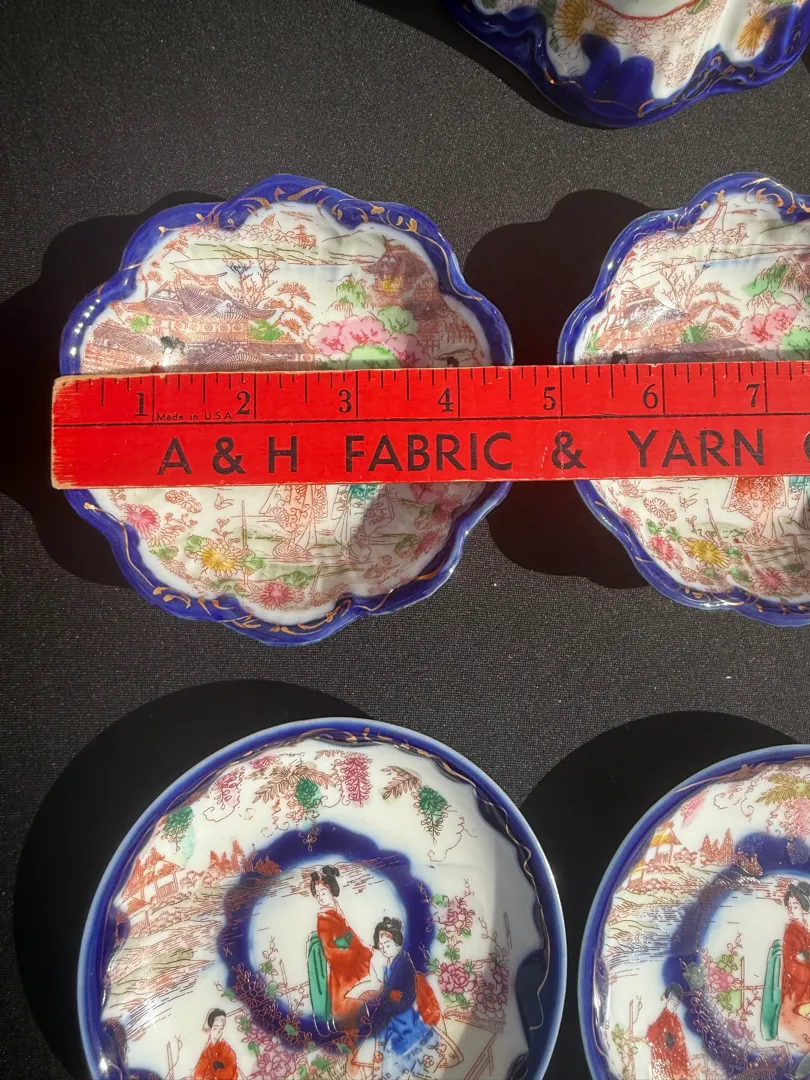 1 2 3 4 5 6 7
Made in U.S.A.
A & H FABRIC & YARN